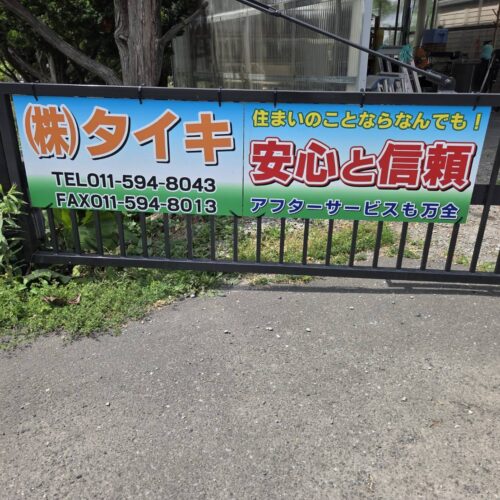 ㈱タイキ
TEL011-594-8043
FAX011-594-8013
住まいのことならなんでも！
安心と信頼
アフターサービスも万全